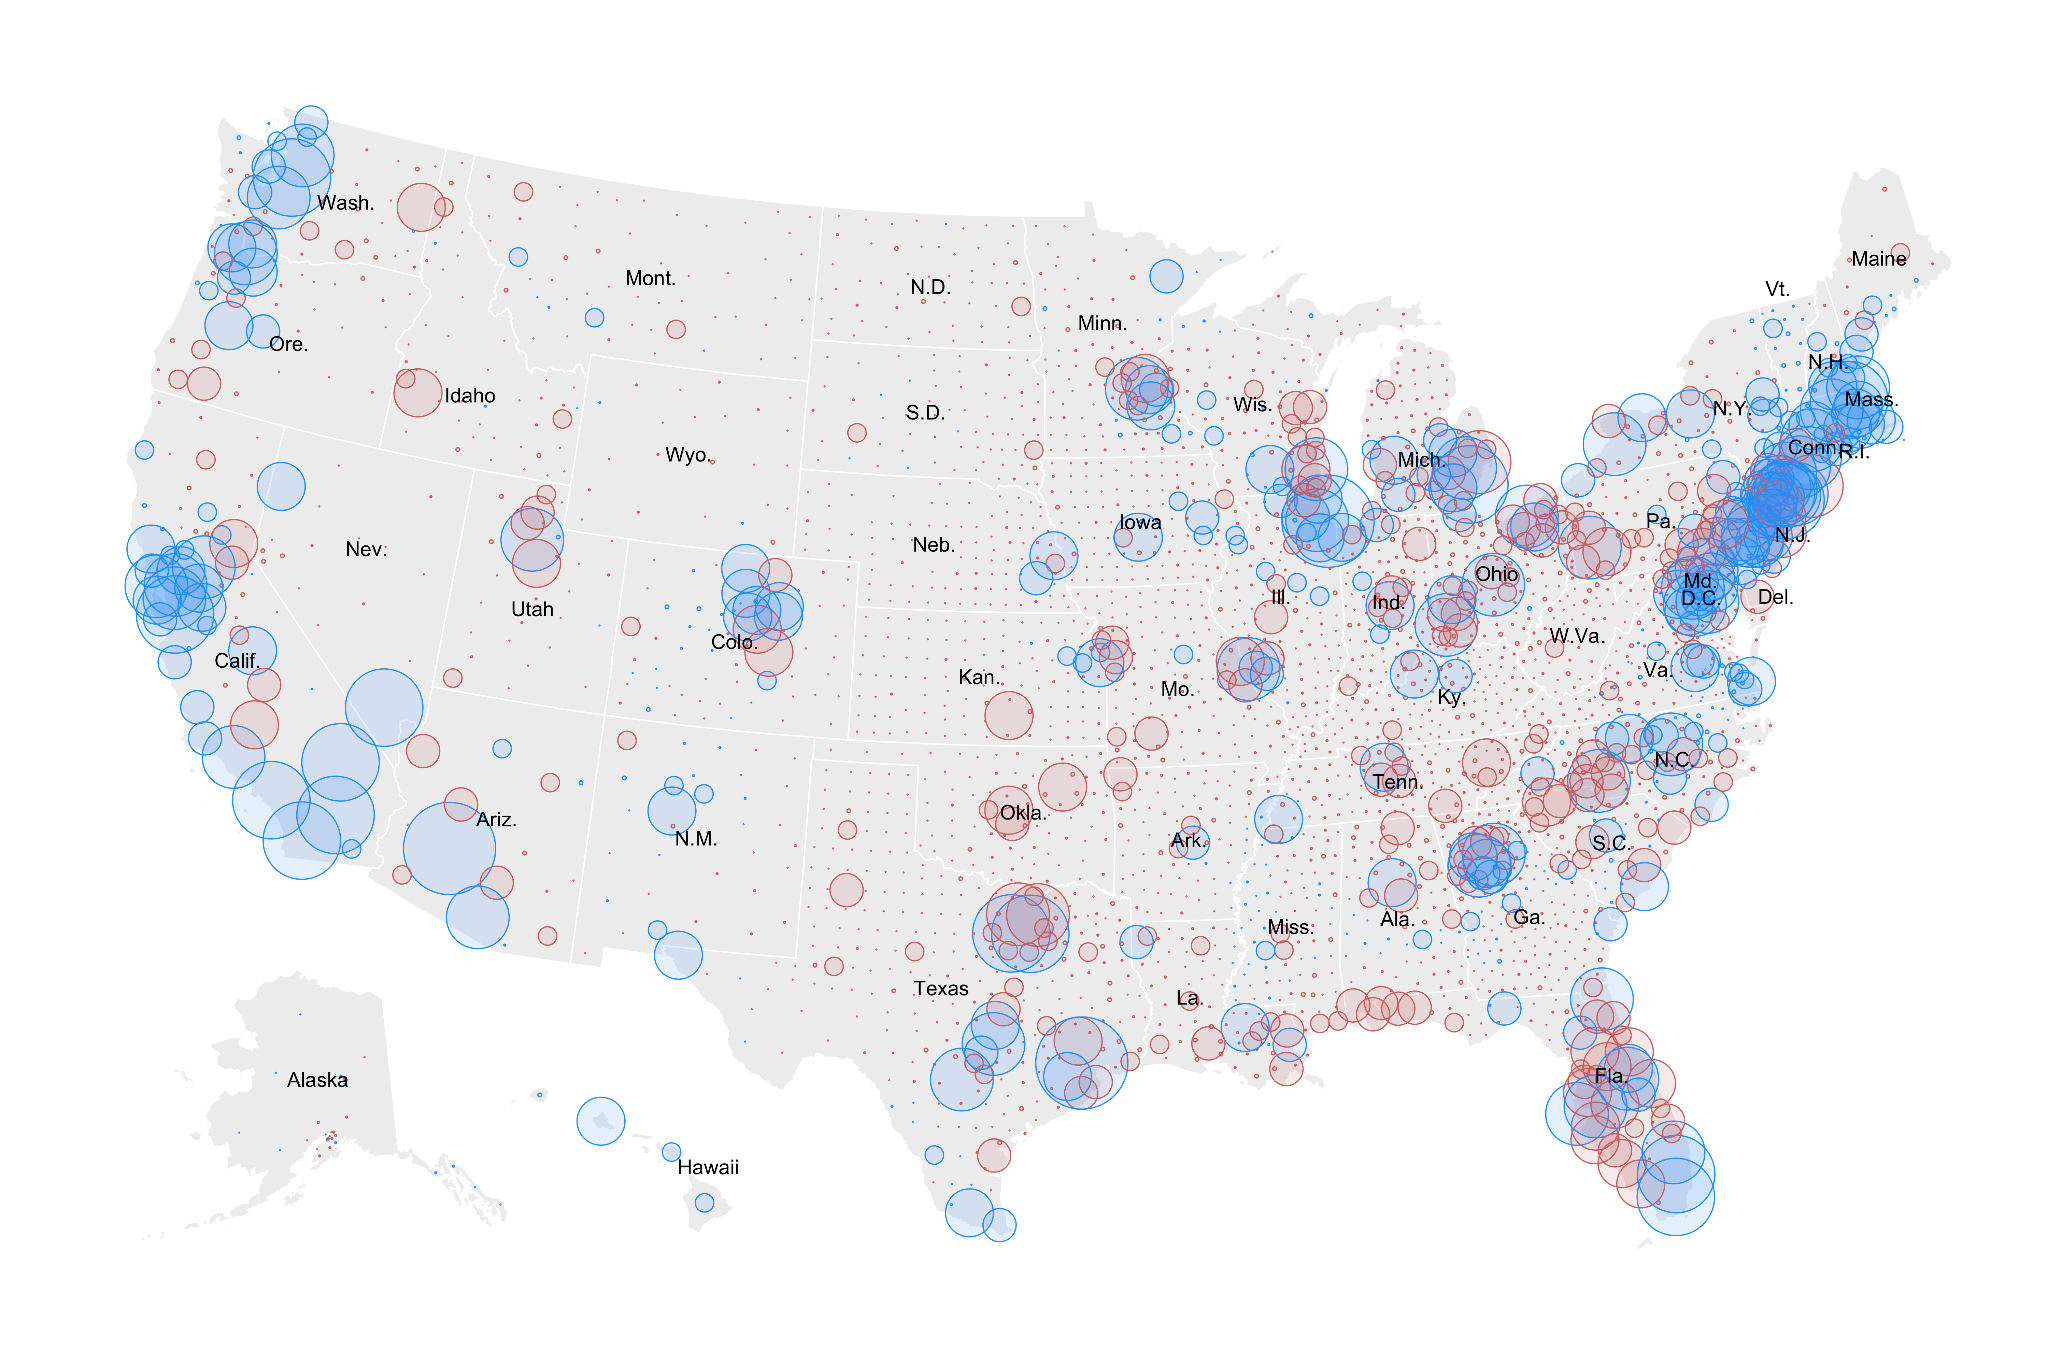 Wash.
Mont.
N.D.
Minn.
Vt.
Maine
Ore.
Idaho
S.D.
Wis.
N.H.
N.Y.
Mass.
Wyo.
Mich.
Conn.
R.I.
Nev.
Neb.
Iowa
Pa.
N.J.
Utah
Colo.
Ill.
Ind.
Ohio
Md.
D.C.
Del.
Calif.
Kan.
Mo.
W.Va.
Va.
Ky.
Ariz.
N.M.
Okla.
Ark.
Tenn.
N.C.
S.C.
Texas
La.
Miss.
Ala.
Ga.
Fla.
Alaska
Hawaii